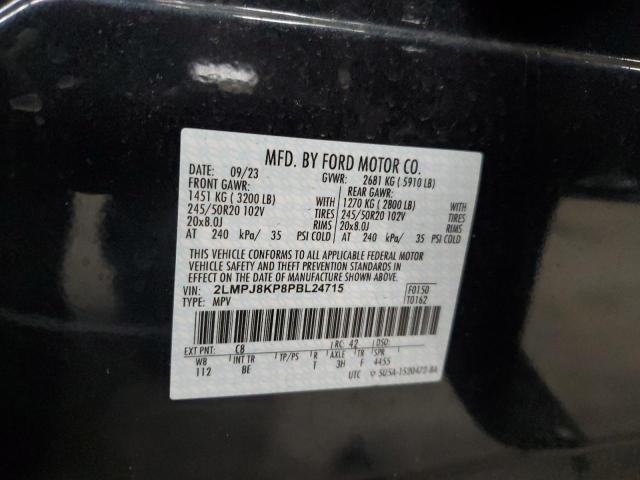 MFD. BY FORD MOTOR CO.
DATE: 09/23 GVWR: 2681 KG ( 5910 LB)
FRONT GAWR: REAR GAWR:
1451 KG ( 3200 LB) WITH 1270 KG ( 2800 LB) WITH
245/50R20 102V TIRES 245/50R20 102V TIRES
20x8.0J RIMS 20x8.0J RIMS
AT 240 kPa/ 35 PSI COLD AT 240 kPa/ 35 PSI COLD
THIS VEHICLE CONFORMS TO ALL APPLICABLE FEDERAL MOTOR
VEHICLE SAFETY AND THEFT PREVENTION STANDARDS IN
EFFECT ON THE DATE OF MANUFACTURE SHOWN ABOVE.
VIN: 2LMPJ8KP8PBL24715 F0150
TYPE: MPV T0162
EXT PNT: C8 RC: 42 DSO:
WB INT TR TP/PS R AXLE TR SPR
112 BE T 3H F 4455
UTC